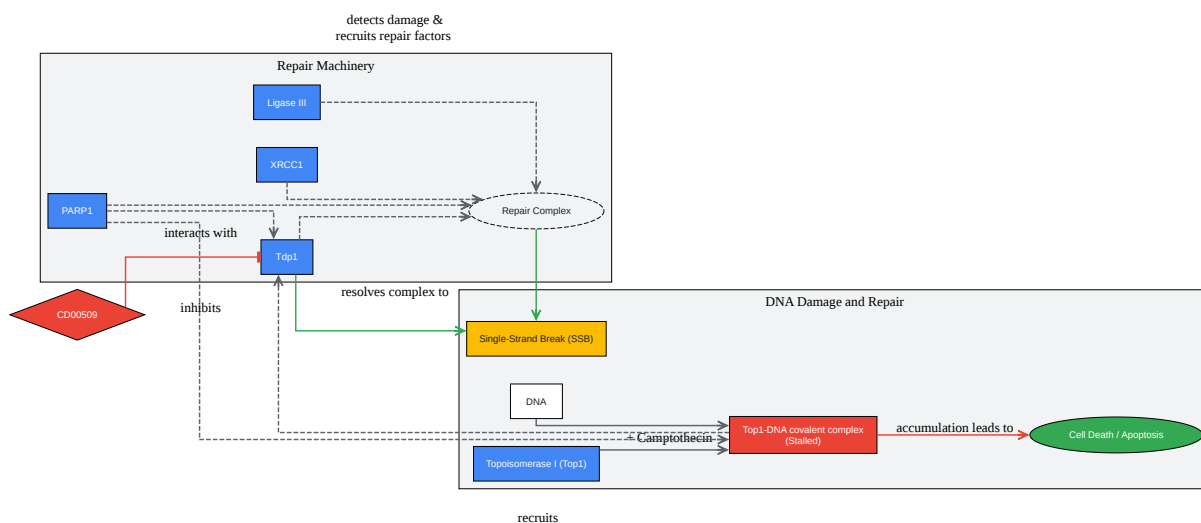 detects damage &
recruits repair factors
Repair Machinery
Ligase III
XRCC1
PARP1
Repair Complex
interacts with
Tdp1
resolves complex to
inhibits
CD00509
DNA Damage and Repair
Single-Strand Break (SSB)
DNA
+ Camptothecin
Top1-DNA covalent complex
(Stalled)
accumulation leads to
Cell Death / Apoptosis
Topoisomerase I (Top1)
recruits